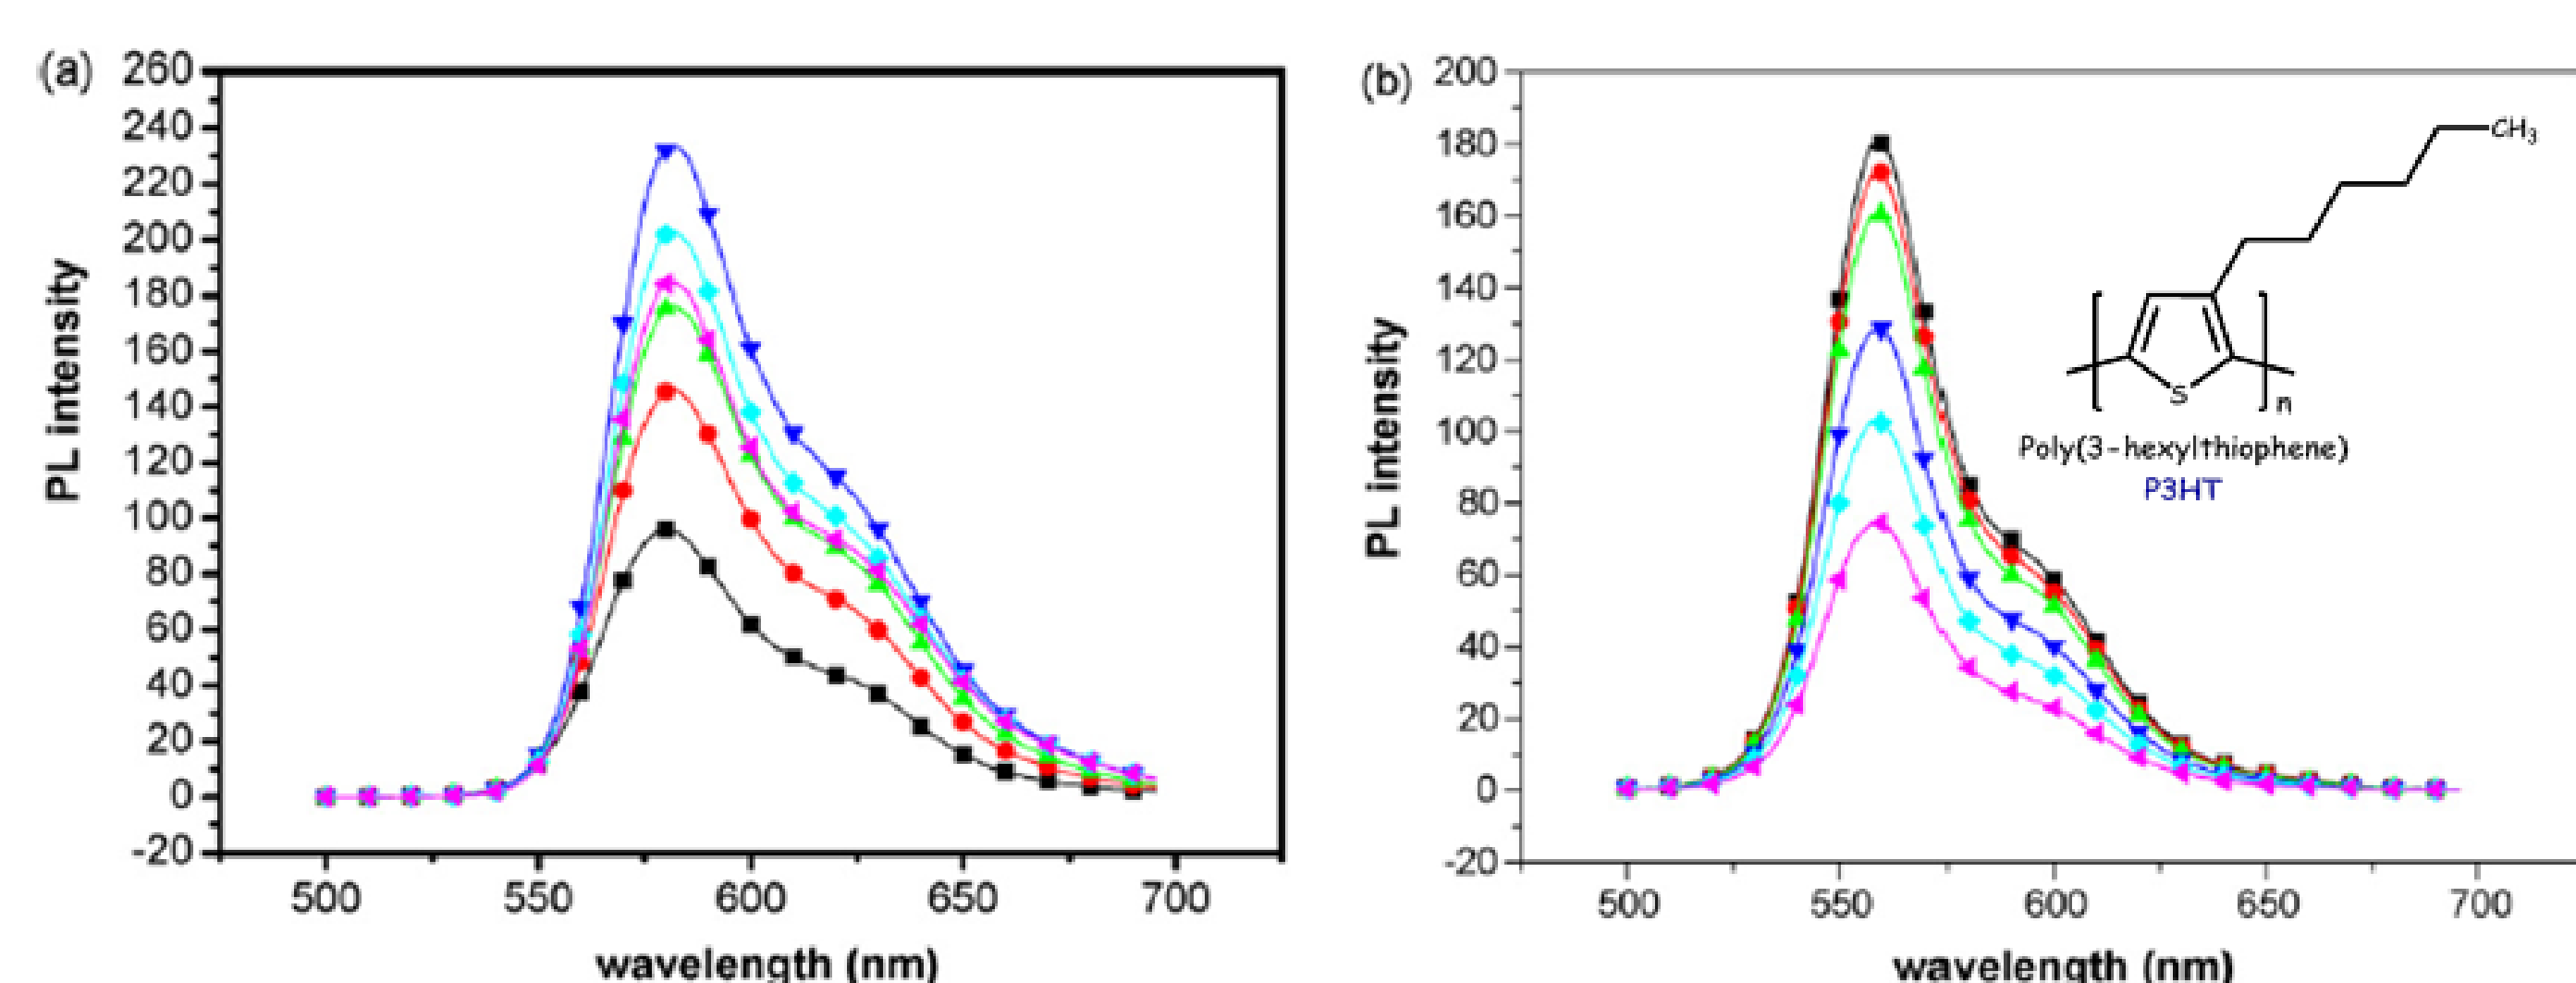 (a)
260
240
220
200
180
160
140
120
100
80
60
40
20
0
-20
PL intensity
500 550 600 650 700
wavelength (nm)
(b)
200
180
160
140
120
100
80
60
40
20
0
-20
PL intensity
CH3
S
n
Poly(3-hexylthiophene)
P3HT
500 550 600 650 700
wavelength (nm)